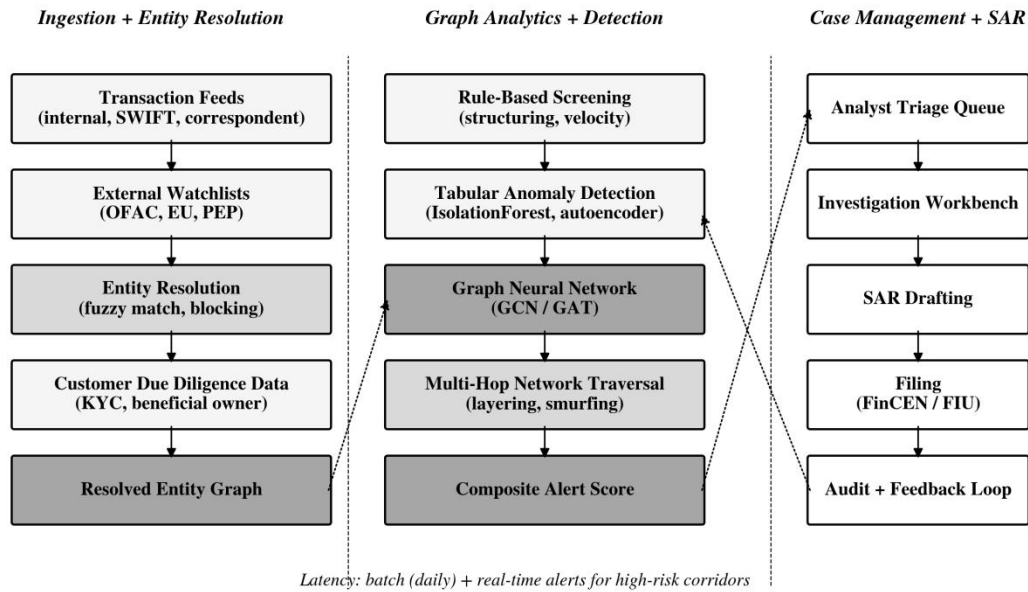 Ingestion + Entity Resolution
Graph Analytics + Detection
Case Management + SAR
Transaction Feeds
(internal, SWIFT, correspondent)
External Watchlists
(OFAC, EU, PEP)
Entity Resolution
(fuzzy match, blocking)
Customer Due Diligence Data
(KYC, beneficial owner)
Resolved Entity Graph
Rule-Based Screening
(structuring, velocity)
Tabular Anomaly Detection
(IsolationForest, autoencoder)
Graph Neural Network
(GCN / GAT)
Multi-Hop Network Traversal
(layering, smurfing)
Composite Alert Score
Analyst Triage Queue
Investigation Workbench
SAR Drafting
Filing
(FinCEN / FIU)
Audit + Feedback Loop
Latency: batch (daily) + real-time alerts for high-risk corridors